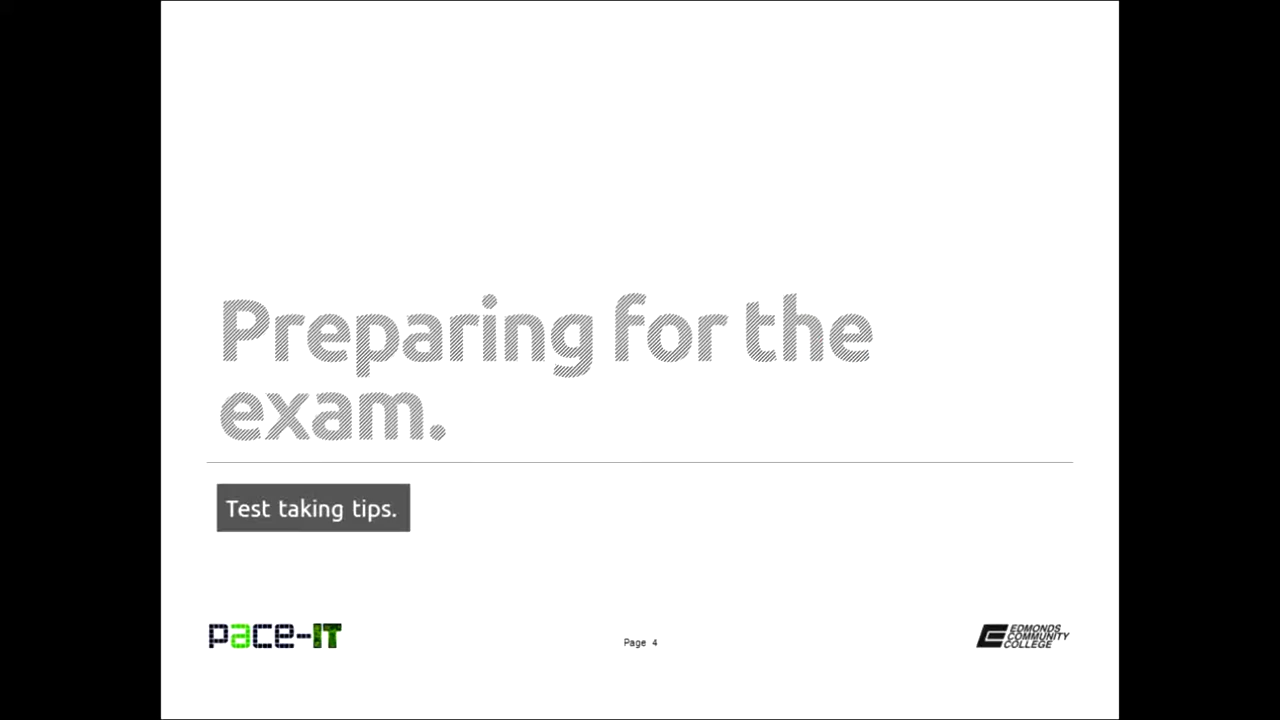 Preparing for the
exam.
Test taking tips.
pace-IT
Page 4
EDMONDS
COMMUNITY
COLLEGE